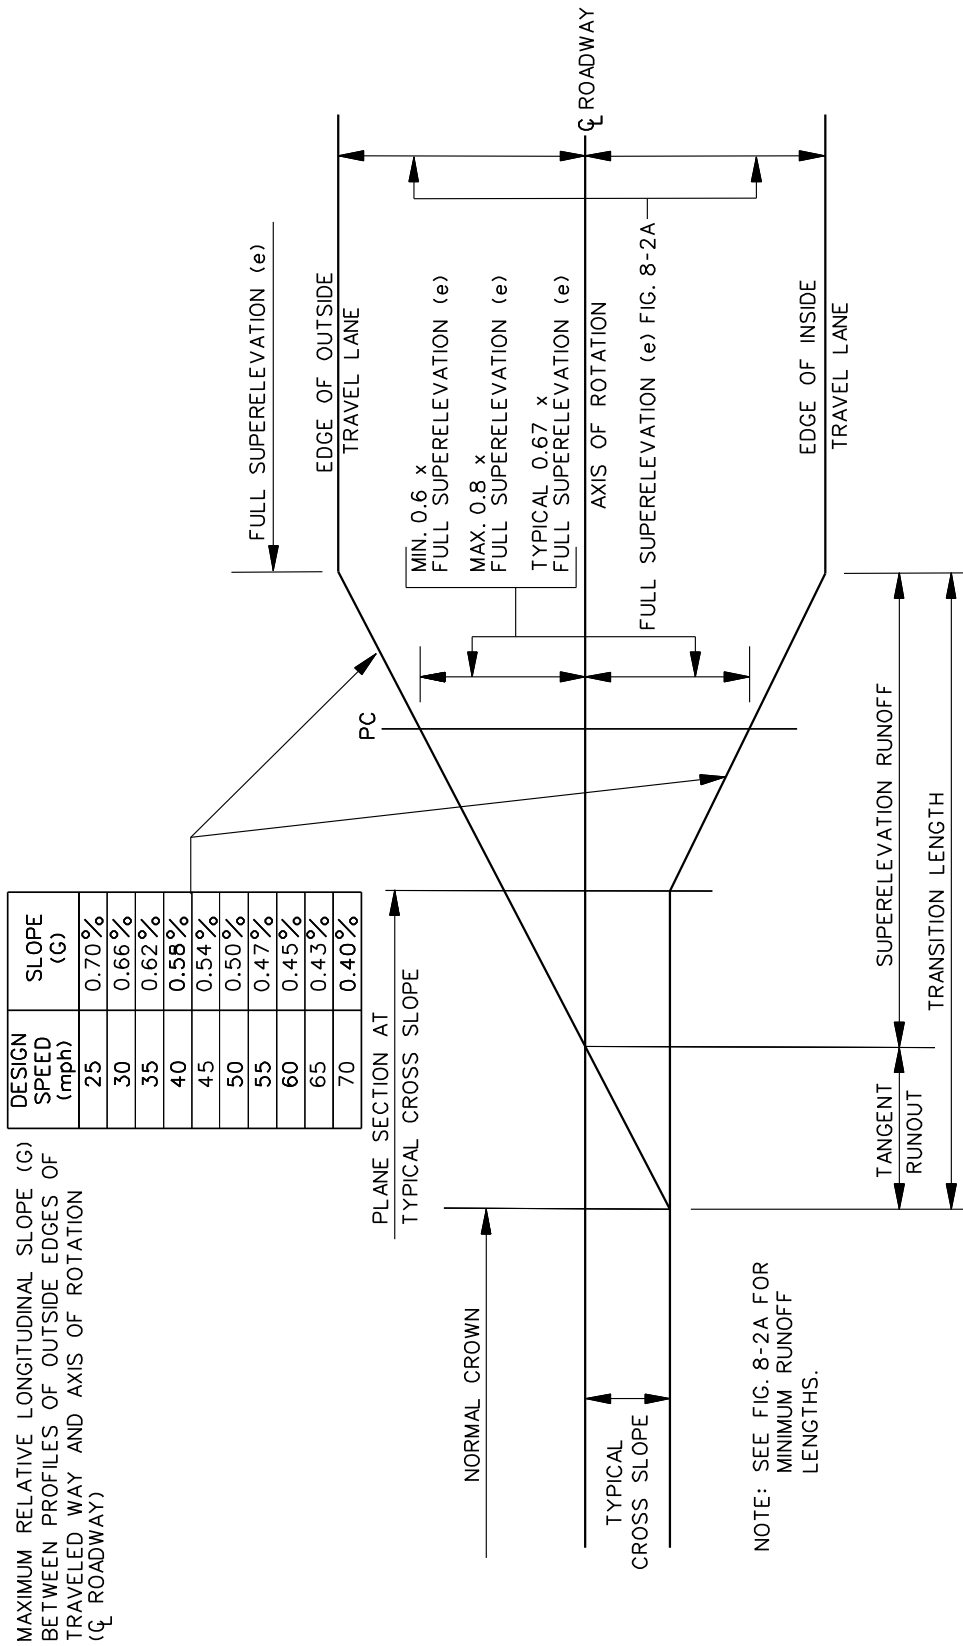 MAXIMUM RELATIVE LONGITUDINAL SLOPE (G)
BETWEEN PROFILES OF OUTSIDE EDGES OF
TRAVELED WAY AND AXIS OF ROTATION
(℄ ROADWAY)
DESIGN SPEED (mph) SLOPE (G)
25 0.70%
30 0.66%
35 0.62%
40 0.58%
45 0.54%
50 0.50%
55 0.47%
60 0.45%
65 0.43%
70 0.40%
FULL SUPERELEVATION (e)
EDGE OF OUTSIDE
TRAVEL LANE
PLANE SECTION AT
TYPICAL CROSS SLOPE
PC
MIN. 0.6 x
FULL SUPERELEVATION (e)
MAX. 0.8 x
FULL SUPERELEVATION (e)
TYPICAL 0.67 x
FULL SUPERELEVATION (e)
NORMAL CROWN
℄ ROADWAY
AXIS OF ROTATION
FULL SUPERELEVATION (e) FIG. 8-2A
TYPICAL
CROSS SLOPE
EDGE OF INSIDE
TRAVEL LANE
NOTE: SEE FIG. 8-2A FOR
MINIMUM RUNOFF
LENGTHS.
TANGENT
RUNOUT
SUPERELEVATION RUNOFF
TRANSITION LENGTH